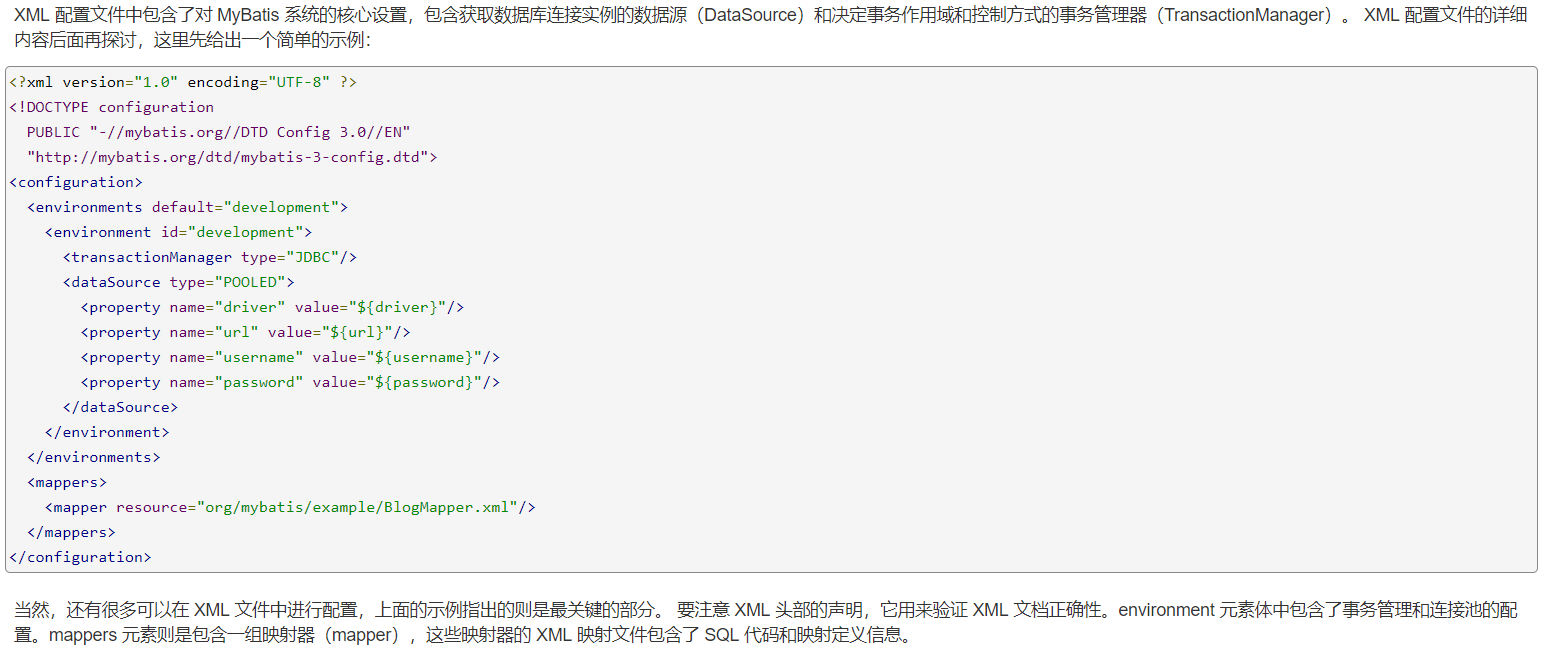 XML 配置文件中包含了对 MyBatis 系统的核心设置，包含获取数据库连接实例的数据源（DataSource）和决定事务作用域和控制方式的事务管理器（TransactionManager）。 XML 配置文件的详细
内容后面再探讨，这里先给出一个简单的示例：
<?xml version="1.0" encoding="UTF-8" ?>
<!DOCTYPE configuration
  PUBLIC "-//mybatis.org//DTD Config 3.0//EN"
  "http://mybatis.org/dtd/mybatis-3-config.dtd">
<configuration>
  <environments default="development">
    <environment id="development">
      <transactionManager type="JDBC"/>
      <dataSource type="POOLED">
        <property name="driver" value="${driver}"/>
        <property name="url" value="${url}"/>
        <property name="username" value="${username}"/>
        <property name="password" value="${password}"/>
      </dataSource>
    </environment>
  </environments>
  <mappers>
    <mapper resource="org/mybatis/example/BlogMapper.xml"/>
  </mappers>
</configuration>
当然，还有很多可以在 XML 文件中进行配置，上面的示例指出的则是最关键的部分。 要注意 XML 头部的声明，它用来验证 XML 文档正确性。environment 元素体中包含了事务管理和连接池的配
置。mappers 元素则是包含一组映射器（mapper），这些映射器的 XML 映射文件包含了 SQL 代码和映射定义信息。